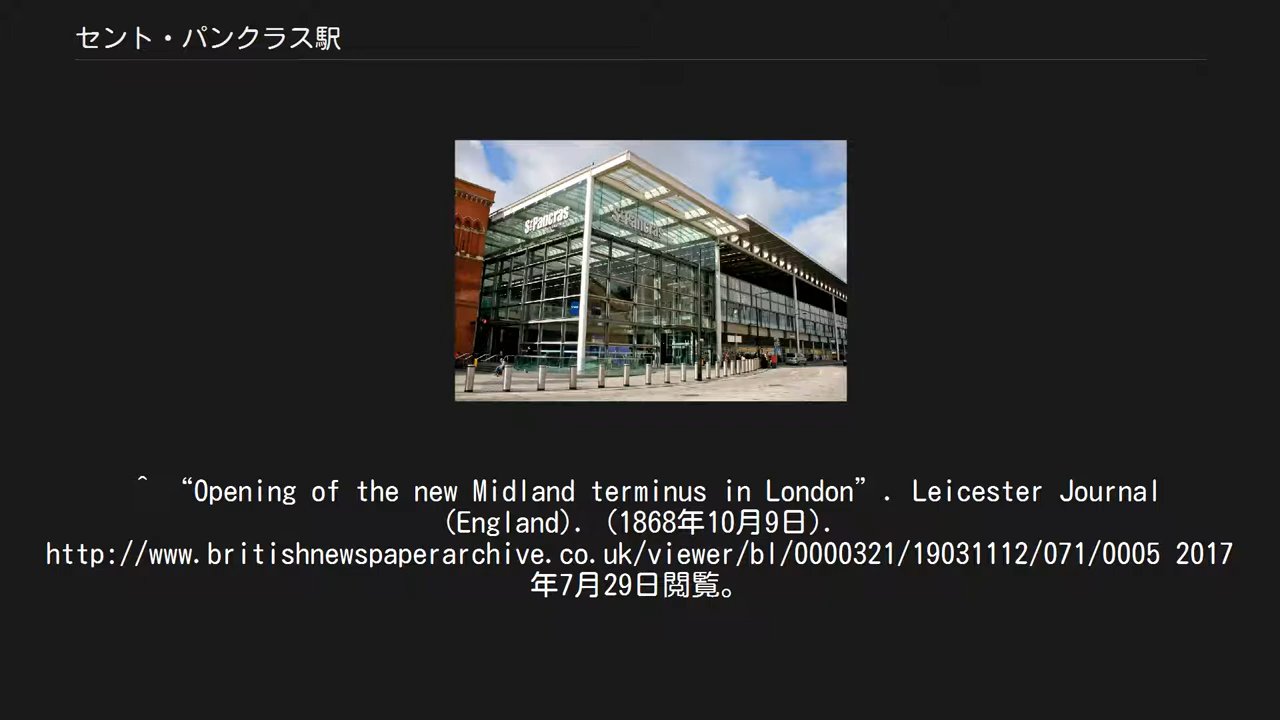 セント・パンクラス駅
St Pancras
St Pancras
^ “Opening of the new Midland terminus in London”. Leicester Journal
(England). (1868年10月9日).
http://www.britishnewspaperarchive.co.uk/viewer/bl/0000321/19031112/071/0005 2017
年7月29日閲覧。